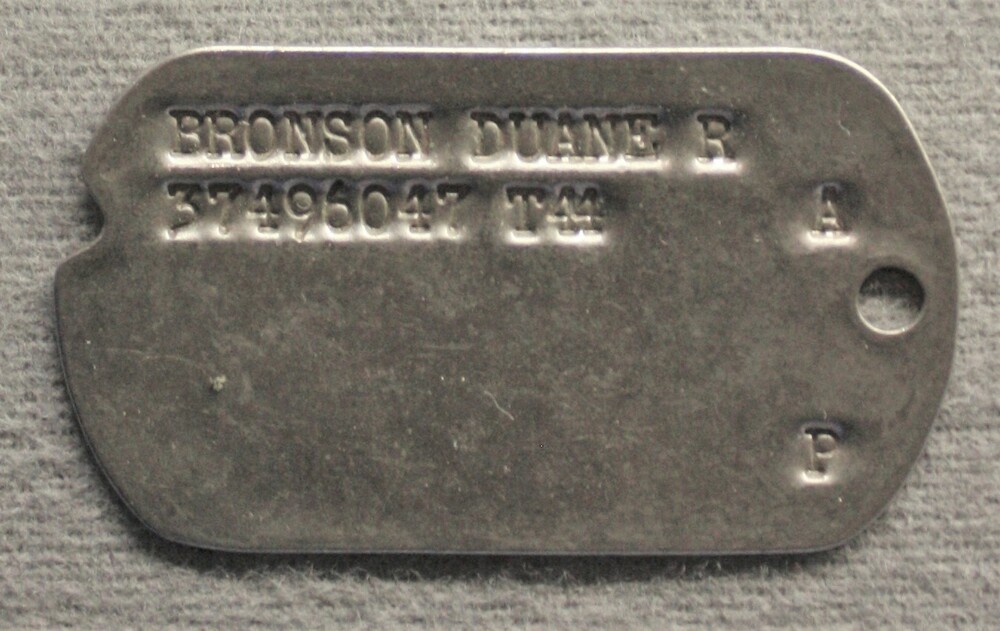 BRONSON DUANE R
37496047 T44 A
P